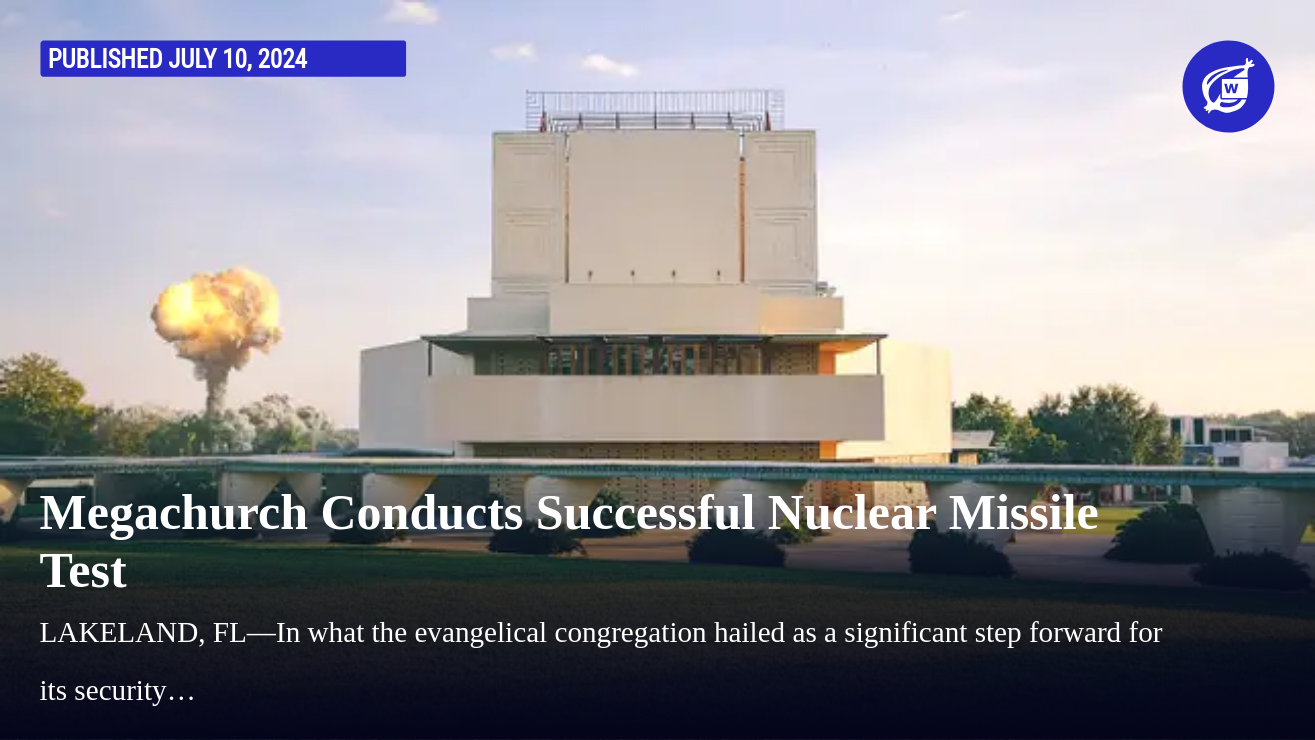 PUBLISHED JULY 10, 2024
W
Megachurch Conducts Successful Nuclear Missile
Test
LAKELAND, FL—In what the evangelical congregation hailed as a significant step forward for
its security…